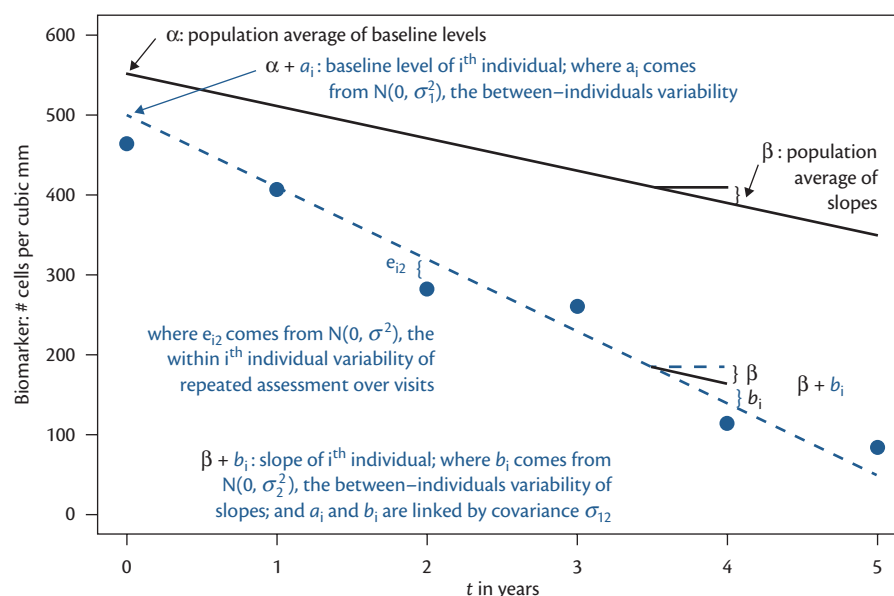 600
500
400
300
200
100
0
Biomarker: # cells per cubic mm
α: population average of baseline levels
α + aᵢ : baseline level of iᵗʰ individual; where aᵢ comes
from N(0, σ₁²), the between–individuals variability
β : population
average of
slopes
}
eᵢ₂ {
where eᵢ₂ comes from N(0, σ²), the
within iᵗʰ individual variability of
repeated assessment over visits
} β
} bᵢ
β + bᵢ
β + bᵢ : slope of iᵗʰ individual; where bᵢ comes from
N(0, σ₂²), the between–individuals variability of
slopes; and aᵢ and bᵢ are linked by covariance σ₁₂
0 1 2 3 4 5
t in years